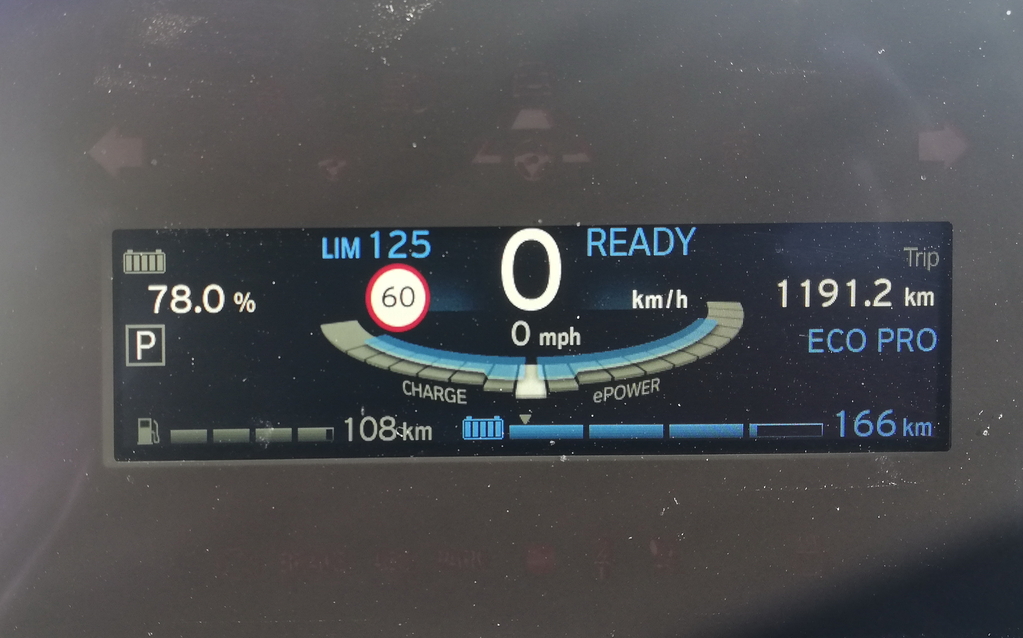 LIM 125
0
READY
Trip
78.0 %
60
km/h
1191.2 km
P
0 mph
ECO PRO
CHARGE
ePOWER
108 km
166 km